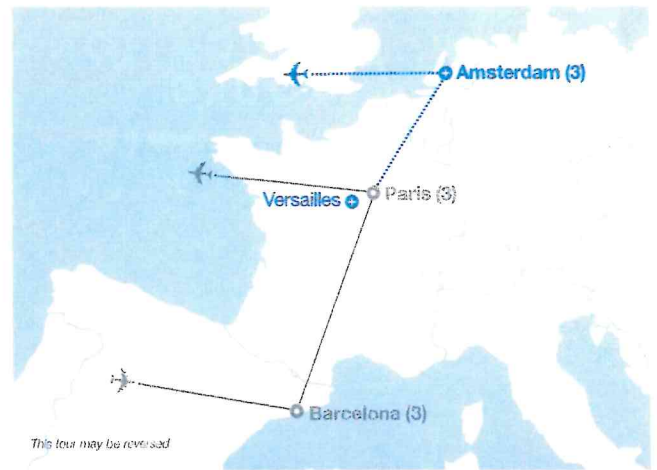 Amsterdam (3)
Versailles
Paris (3)
Barcelona (3)
This tour may be reversed